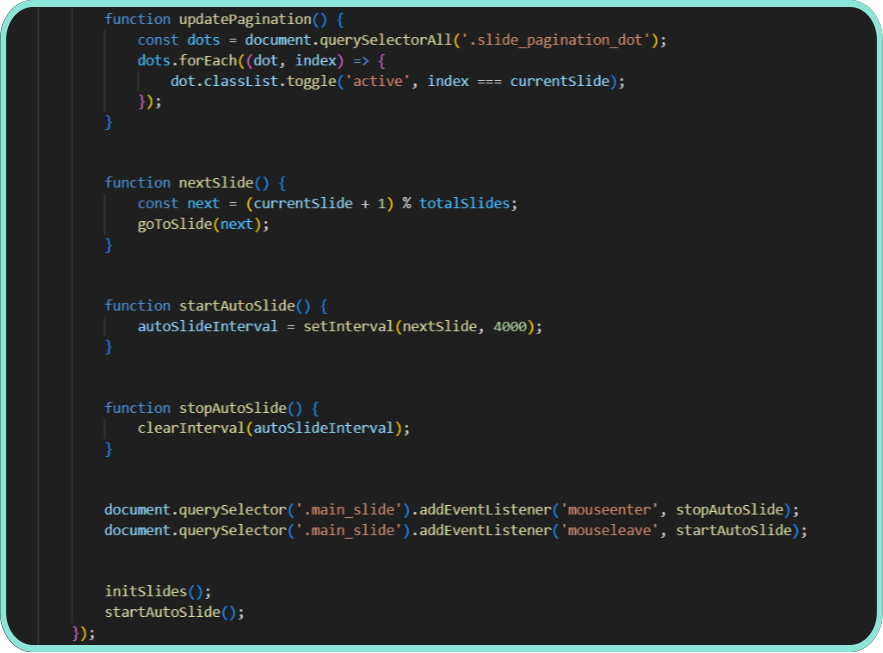 function updatePagination() {
const dots = document.querySelectorAll('.slide_pagination_dot');
dots.forEach((dot, index) => {
dot.classList.toggle('active', index === currentSlide);
});
}
function nextSlide() {
const next = (currentSlide + 1) % totalSlides;
goToSlide(next);
}
function startAutoSlide() {
autoSlideInterval = setInterval(nextSlide, 4000);
}
function stopAutoSlide() {
clearInterval(autoSlideInterval);
}
document.querySelector('.main_slide').addEventListener('mouseenter', stopAutoSlide);
document.querySelector('.main_slide').addEventListener('mouseleave', startAutoSlide);
initSlides();
startAutoSlide();
});